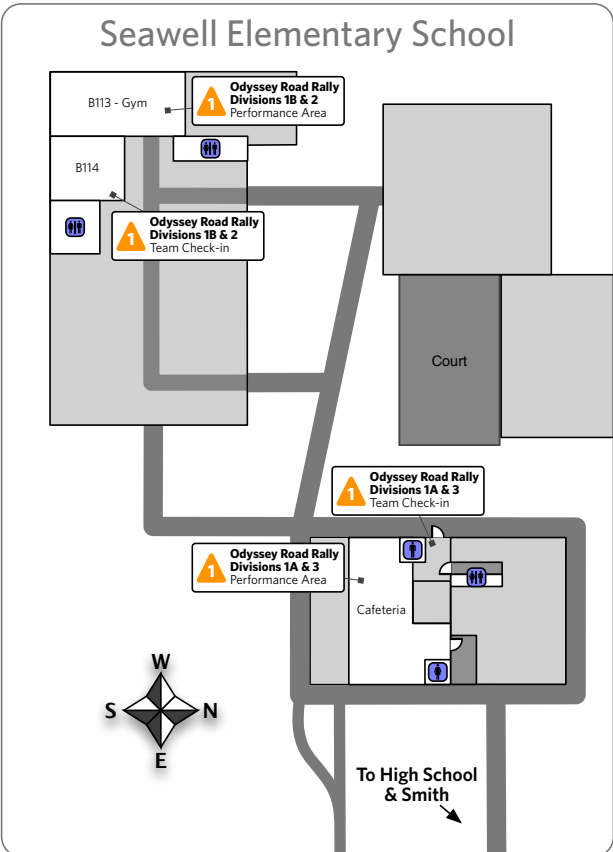 Seawell Elementary School
B113 - Gym
1
Odyssey Road Rally
Divisions 1B & 2
Performance Area
B114
1
Odyssey Road Rally
Divisions 1B & 2
Team Check-in
Court
1
Odyssey Road Rally
Divisions 1A & 3
Team Check-in
1
Odyssey Road Rally
Divisions 1A & 3
Performance Area
Cafeteria
W
S
N
E
To High School
& Smith